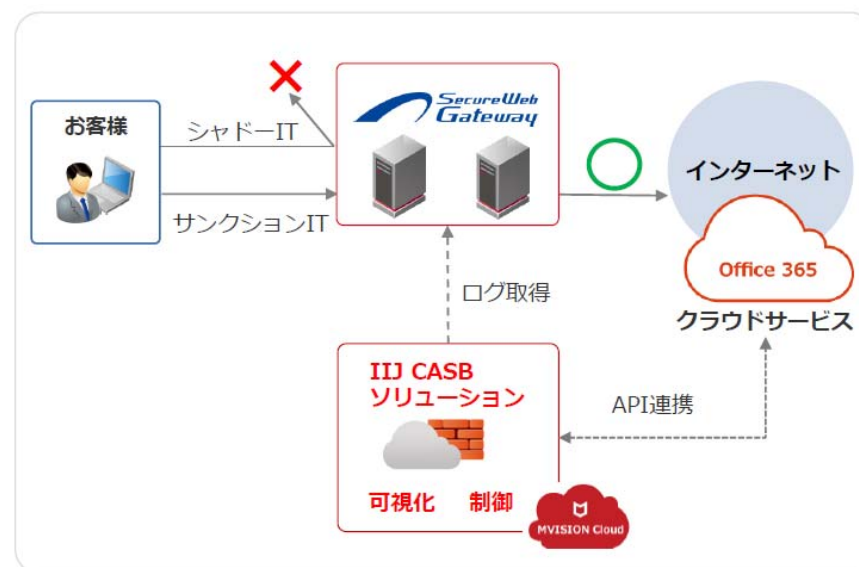 お客様
シャドーIT
サンクションIT
SecureWeb
Gateway
インターネット
Office 365
クラウドサービス
ログ取得
IIJ CASB
ソリューション
可視化 制御
MVISION Cloud
API連携